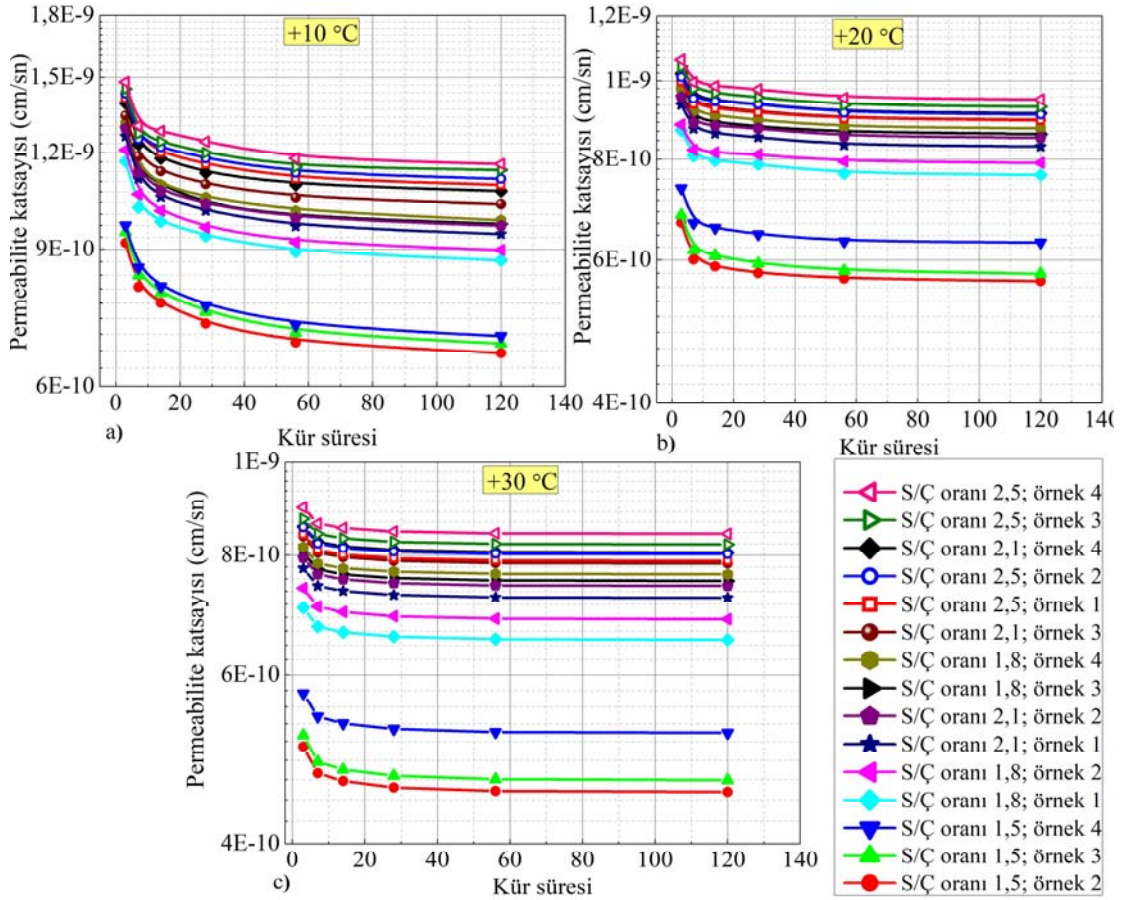 +10 °C
Permeabilite katsayısı (cm/sn)
1,8E-9
1,5E-9
1,2E-9
9E-10
6E-10
0 20 40 60 80 100 120 140
Kür süresi
a)
+20 °C
Permeabilite katsayısı (cm/sn)
1,2E-9
1E-9
8E-10
6E-10
4E-10
0 20 40 60 80 100 120 140
Kür süresi
b)
+30 °C
Permeabilite katsayısı (cm/sn)
1E-9
8E-10
6E-10
4E-10
0 20 40 60 80 100 120 140
Kür süresi
c)
S/Ç oranı 2,5; örnek 4
S/Ç oranı 2,5; örnek 3
S/Ç oranı 2,1; örnek 4
S/Ç oranı 2,5; örnek 2
S/Ç oranı 2,5; örnek 1
S/Ç oranı 2,1; örnek 3
S/Ç oranı 1,8; örnek 4
S/Ç oranı 1,8; örnek 3
S/Ç oranı 2,1; örnek 2
S/Ç oranı 2,1; örnek 1
S/Ç oranı 1,8; örnek 2
S/Ç oranı 1,8; örnek 1
S/Ç oranı 1,5; örnek 4
S/Ç oranı 1,5; örnek 3
S/Ç oranı 1,5; örnek 2